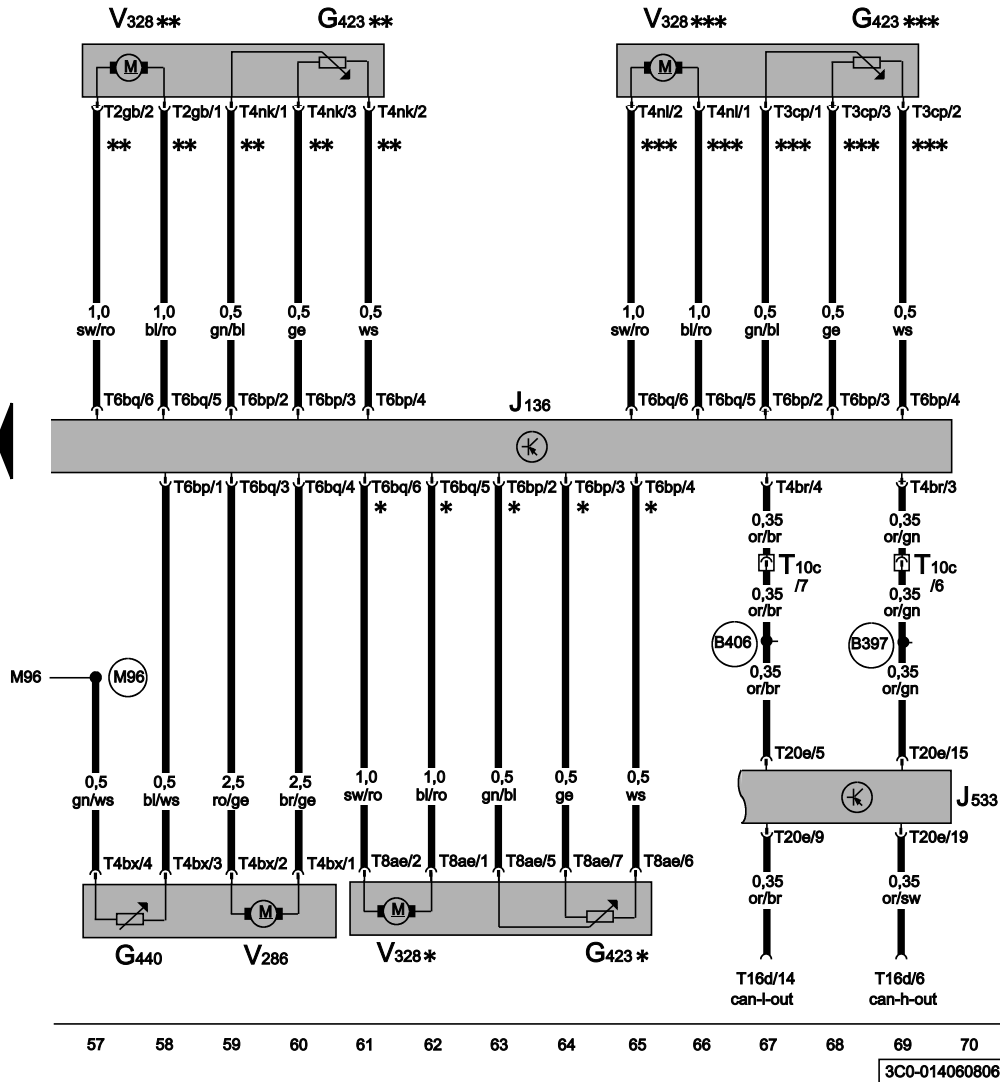 V328** G423** V328*** G423***
M M
T2gb/2 T2gb/1 T4nk/1 T4nk/3 T4nk/2 T4nl/2 T4nl/1 T3cp/1 T3cp/3 T3cp/2
** ** ** ** ** *** *** *** *** ***
1,0 1,0 0,5 0,5 0,5 1,0 1,0 0,5 0,5 0,5
sw/ro bl/ro gn/bl ge ws sw/ro bl/ro gn/bl ge ws
T6bq/6 T6bq/5 T6bp/2 T6bp/3 T6bp/4 J136 T6bq/6 T6bq/5 T6bp/2 T6bp/3 T6bp/4
T6bp/1 T6bq/3 T6bq/4 T6bq/6 T6bq/5 T6bp/2 T6bp/3 T6bp/4 T4br/4 T4br/3
* * * * *
0,35 0,35
or/br or/gn
T10c T10c
/7 /6
0,35 0,35
or/br or/gn
B406 B397
M96 M96
0,35 0,35
or/br or/gn
T20e/5 T20e/15
0,5 0,5 2,5 2,5 1,0 1,0 0,5 0,5 0,5
gn/ws bl/ws ro/ge br/ge sw/ro bl/ro gn/bl ge ws
J533
T20e/9 T20e/19
T4bx/4 T4bx/3 T4bx/2 T4bx/1 T8ae/2 T8ae/1 T8ae/5 T8ae/7 T8ae/6
0,35 0,35
or/br or/sw
M M
G440 V286 V328* G423*
T16d/14 T16d/6
can-l-out can-h-out
57 58 59 60 61 62 63 64 65 66 67 68 69 70
3C0-014060806